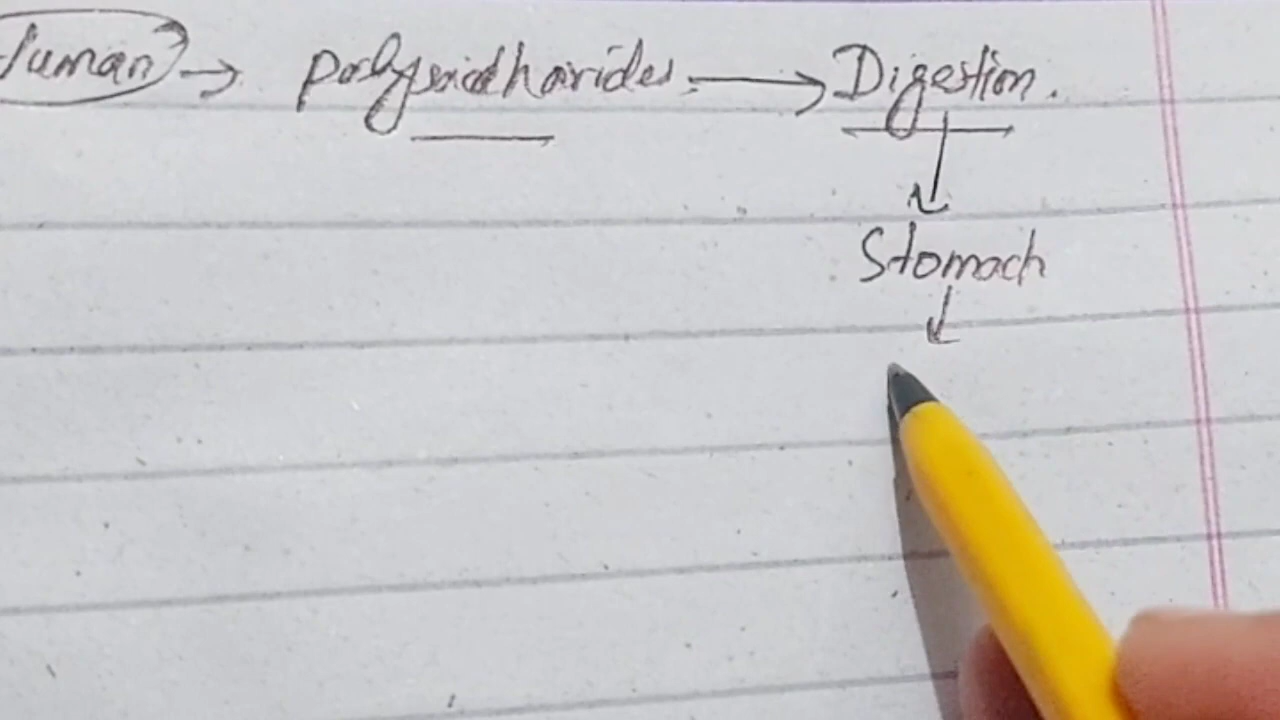 Human → polysaccharides. → Digestion.
↓
Stomach
↓